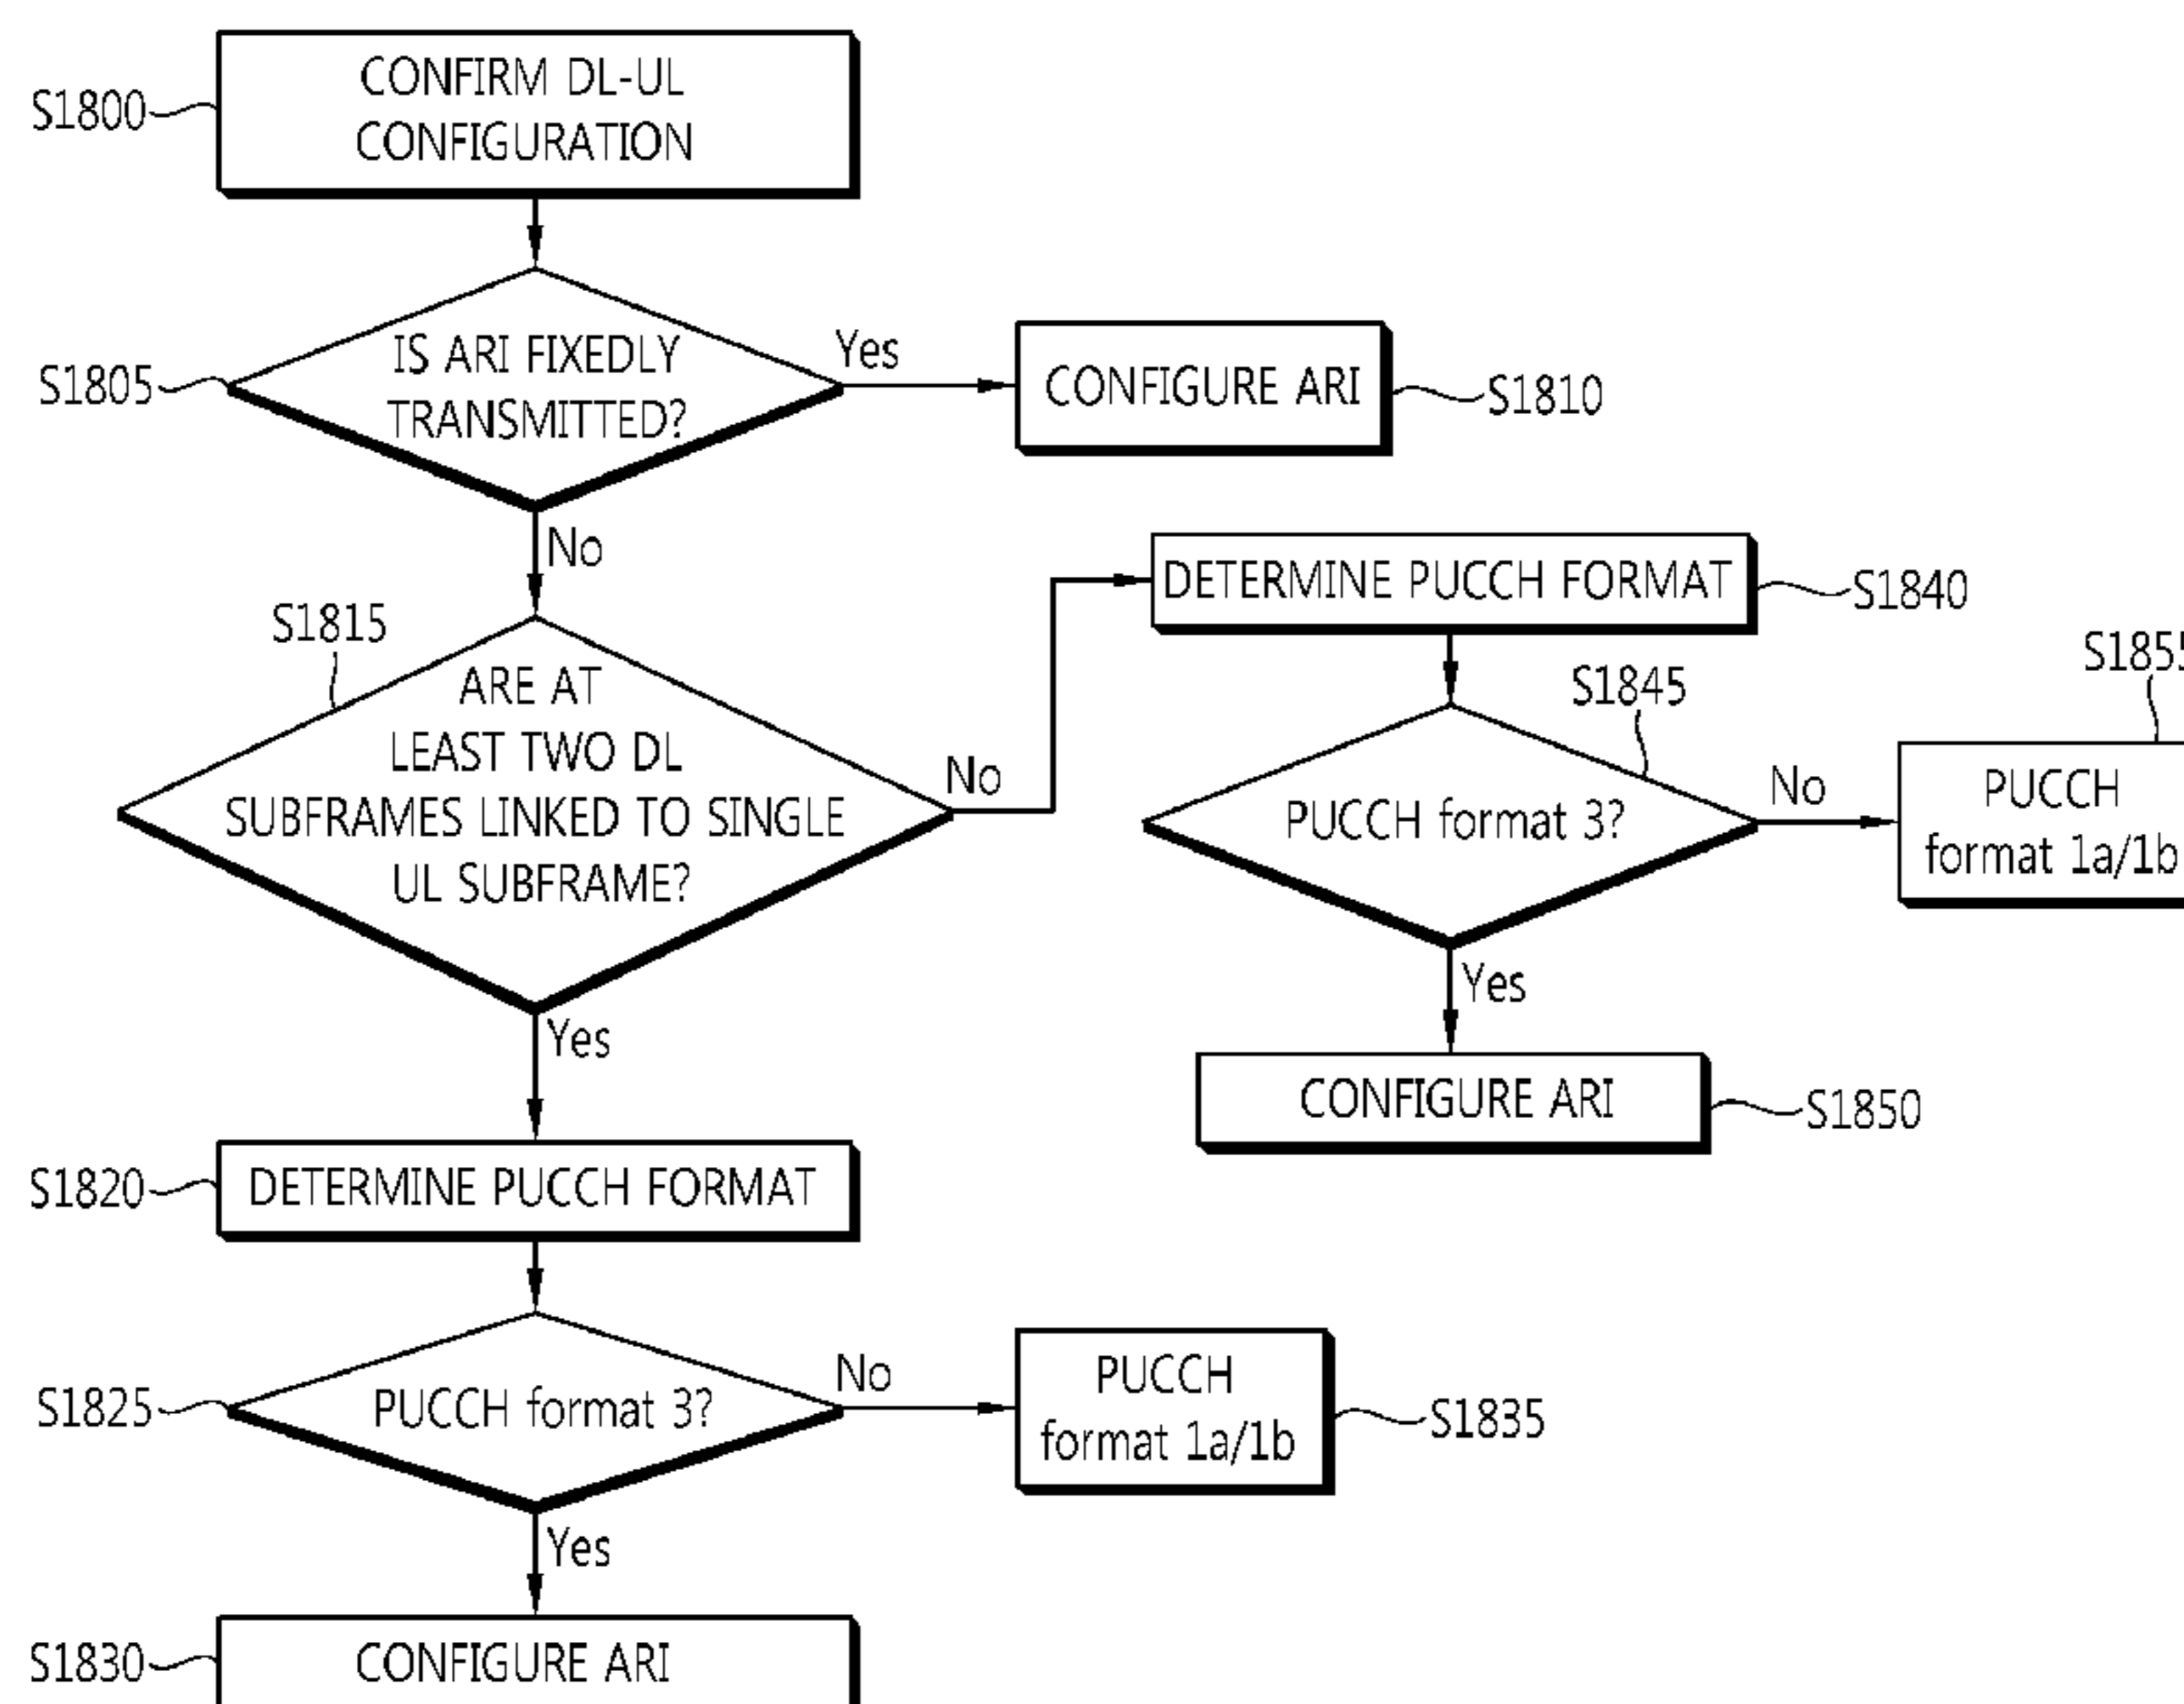 S1800
CONFIRM DL-UL
CONFIGURATION
S1805
IS ARI FIXEDLY
TRANSMITTED?
Yes
CONFIGURE ARI
S1810
No
S1815
ARE AT
LEAST TWO DL
SUBFRAMES LINKED TO SINGLE
UL SUBFRAME?
No
DETERMINE PUCCH FORMAT
S1840
S1845
PUCCH format 3?
No
S1855
PUCCH
format 1a/1b
Yes
CONFIGURE ARI
S1850
Yes
S1820
DETERMINE PUCCH FORMAT
S1825
PUCCH format 3?
No
PUCCH
format 1a/1b
S1835
Yes
S1830
CONFIGURE ARI